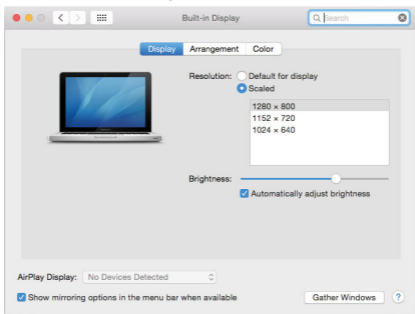 Built-in Display
Search
Display Arrangement Color
Resolution: Default for display
Scaled
1280 × 800
1152 × 720
1024 × 640
Brightness:
Automatically adjust brightness
AirPlay Display: No Devices Detected
Show mirroring options in the menu bar when available
Gather Windows ?